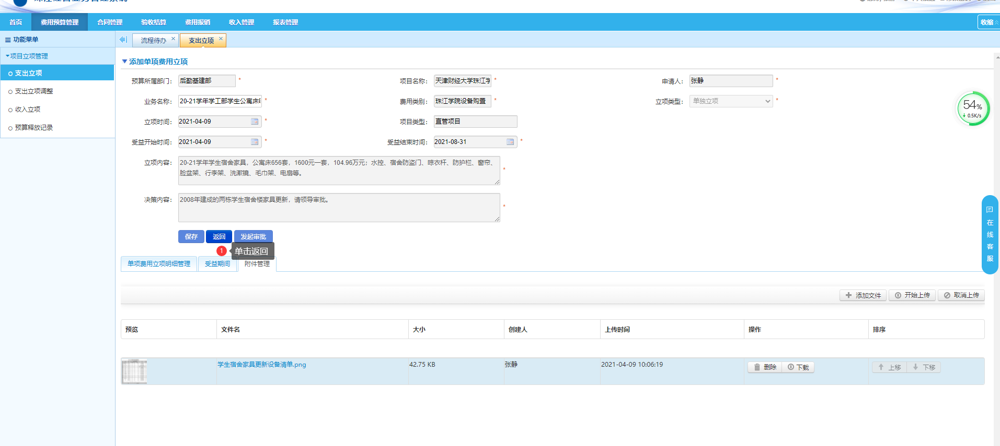 首页 费用预算管理 合同管理 验收结算 费用报销 收入管理 报表管理 收缩
功能菜单 流程待办 支出立项
项目立项管理
支出立项
支出立项调整
收入立项
预算释放记录
添加单项费用立项
预算所属部门： 后勤基建部 * 项目名称： 天津财经大学珠江学 * 申请人： 张静 *
业务名称： 20-21学年学工部学生公寓床 * 费用类别： 珠江学院设备购置 * 立项类型： 单独立项 *
立项时间： 2021-04-09 * 项目类型： 直管项目
受益开始时间： 2021-04-09 * 受益结束时间： 2021-08-31 *
立项内容： 20-21学年学生宿舍家具，公寓床656套，1600元一套，104.96万元；水控、宿舍防盗门、晾衣杆、防护栏、窗帘、
脸盆架、行李架、洗漱镜、毛巾架、电扇等。 *
决策内容： 2008年建成的两栋学生宿舍楼家具更新，请领导审批。 *
保存 返回 发起审批
1 单击返回
单项费用立项明细管理 受益期间 附件管理
54%
0.5K/s
在线客服
添加文件 开始上传 取消上传
预览 文件名 大小 创建人 上传时间 操作 排序
学生宿舍家具更新设备清单.png 42.75 KB 张静 2021-04-09 10:06:19 删除 下载 上移 下移